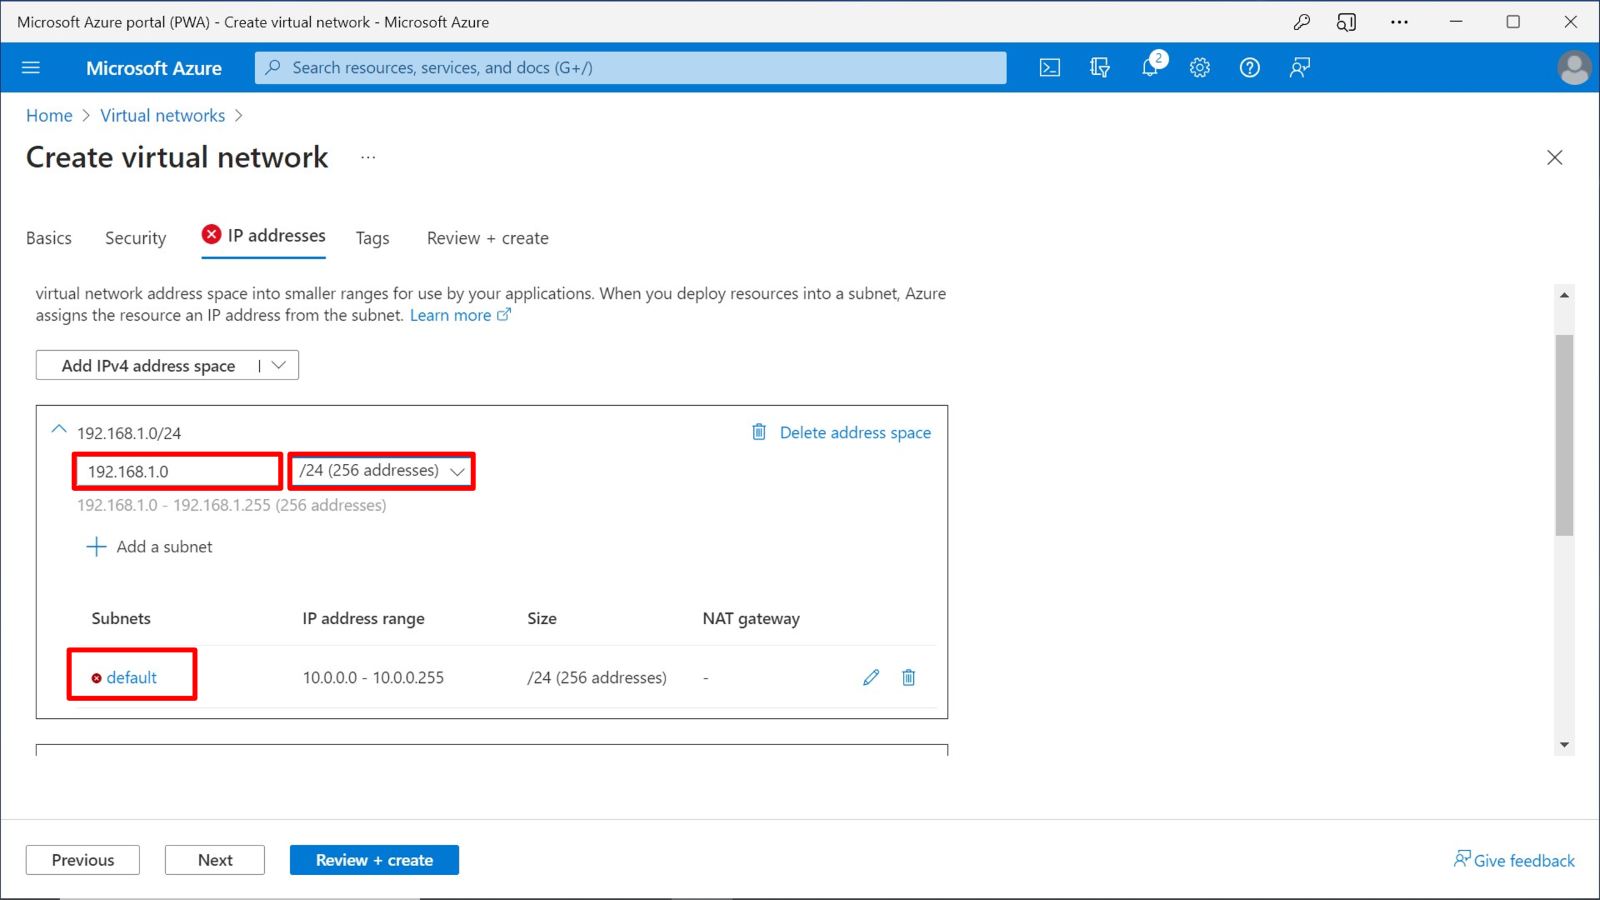 Microsoft Azure portal (PWA) - Create virtual network - Microsoft Azure
Microsoft Azure
Search resources, services, and docs (G+/)
2
Home > Virtual networks >
Create virtual network ...
Basics
Security
IP addresses
Tags
Review + create
virtual network address space into smaller ranges for use by your applications. When you deploy resources into a subnet, Azure
assigns the resource an IP address from the subnet. Learn more
Add IPv4 address space |
192.168.1.0/24
Delete address space
192.168.1.0
/24 (256 addresses)
192.168.1.0 - 192.168.1.255 (256 addresses)
+ Add a subnet
Subnets IP address range Size NAT gateway
default 10.0.0.0 - 10.0.0.255 /24 (256 addresses) -
Previous
Next
Review + create
Give feedback